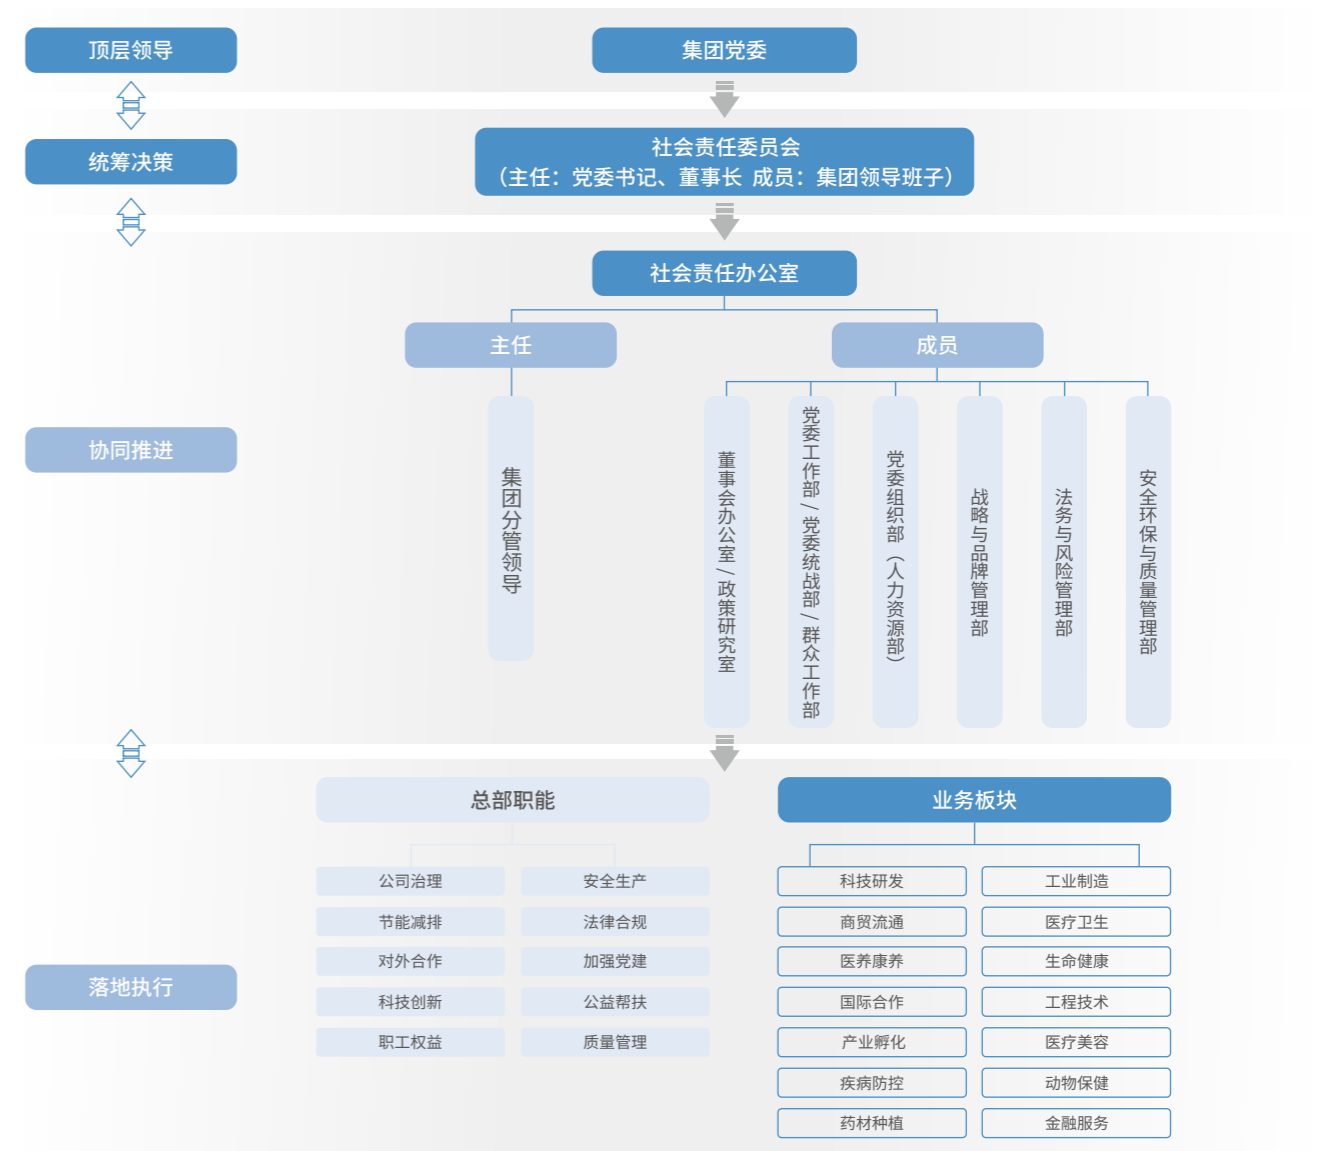 顶层领导
集团党委
统筹决策
社会责任委员会
（主任：党委书记、董事长 成员：集团领导班子）
社会责任办公室
主任
成员
协同推进
集团分管领导
董事会办公室/政策研究室
党委工作部/党委统战部/群众工作部
党委组织部（人力资源部）
战略与品牌管理部
法务与风险管理部
安全环保与质量管理部
落地执行
总部职能
公司治理
安全生产
节能减排
法律合规
对外合作
加强党建
科技创新
公益帮扶
职工权益
质量管理
业务板块
科技研发
工业制造
商贸流通
医疗卫生
医养康养
生命健康
国际合作
工程技术
产业孵化
医疗美容
疾病防控
动物保健
药材种植
金融服务